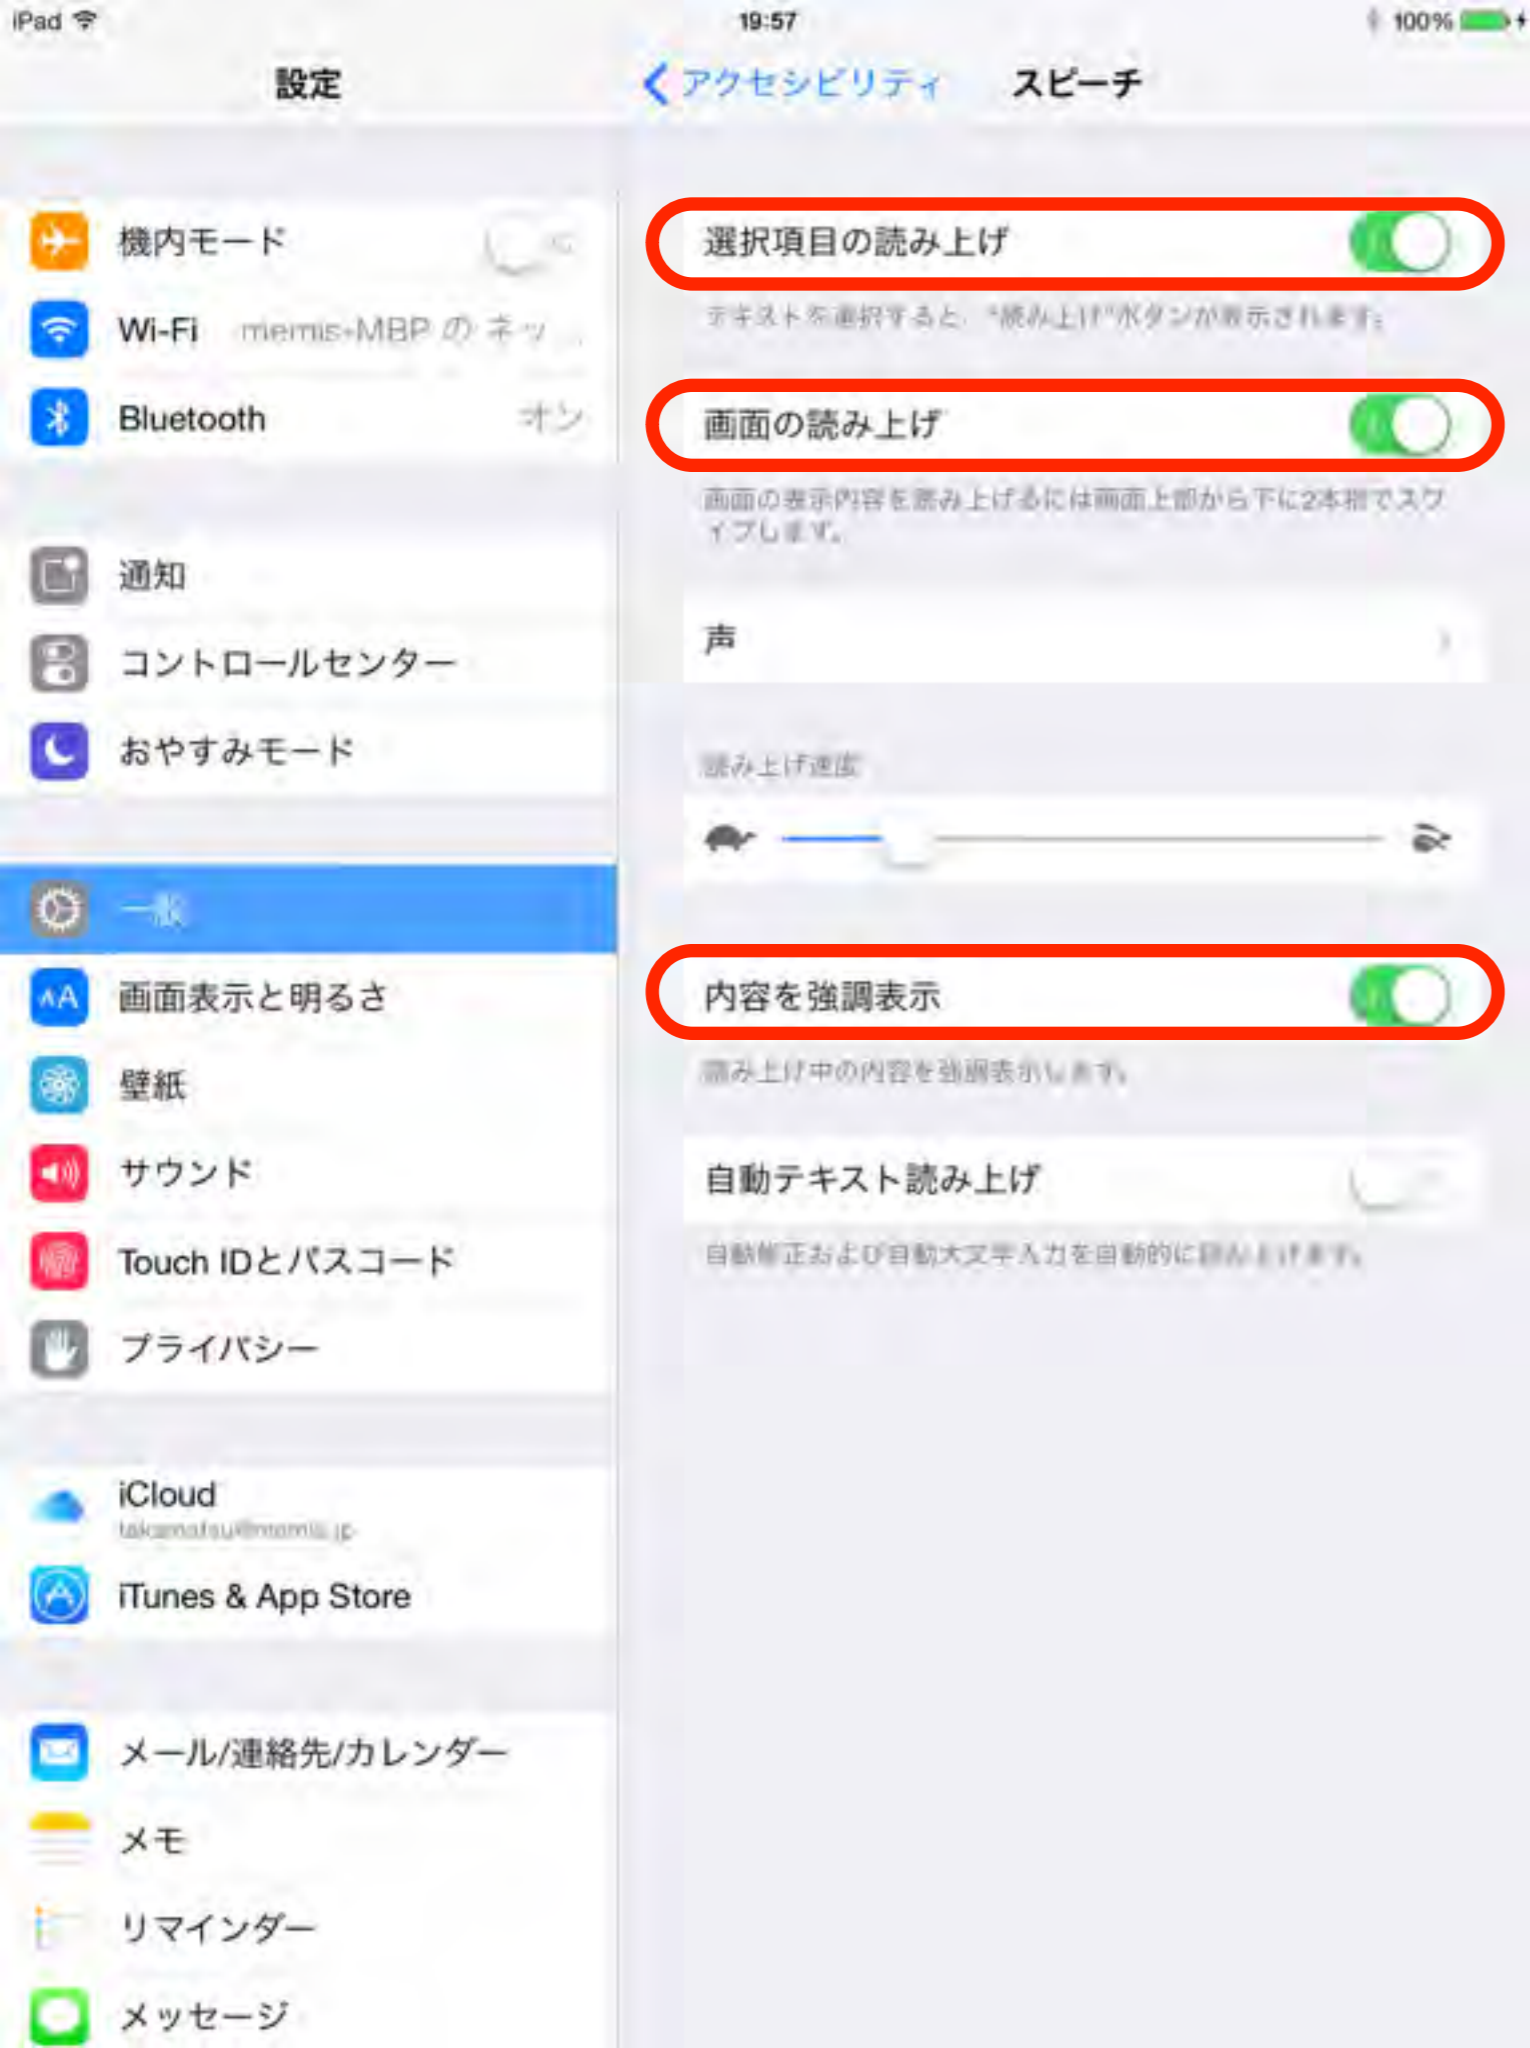 iPad
19:57
100%
設定
アクセシビリティ
スピーチ
機内モード
Wi-Fi memis-MBP のネッ...
Bluetooth オン
通知
コントロールセンター
おやすみモード
一般
画面表示と明るさ
壁紙
サウンド
Touch IDとパスコード
プライバシー
iCloud
takamatsu@memis.jp
iTunes & App Store
メール/連絡先/カレンダー
メモ
リマインダー
メッセージ
選択項目の読み上げ
テキストを選択すると、"読み上げ"ボタンが表示されます。
画面の読み上げ
画面の表示内容を読み上げるには画面上部から下に2本指でスワ
イプします。
声
読み上げ速度
内容を強調表示
読み上げ中の内容を強調表示します。
自動テキスト読み上げ
自動修正および自動大文字入力を自動的に読み上げます。